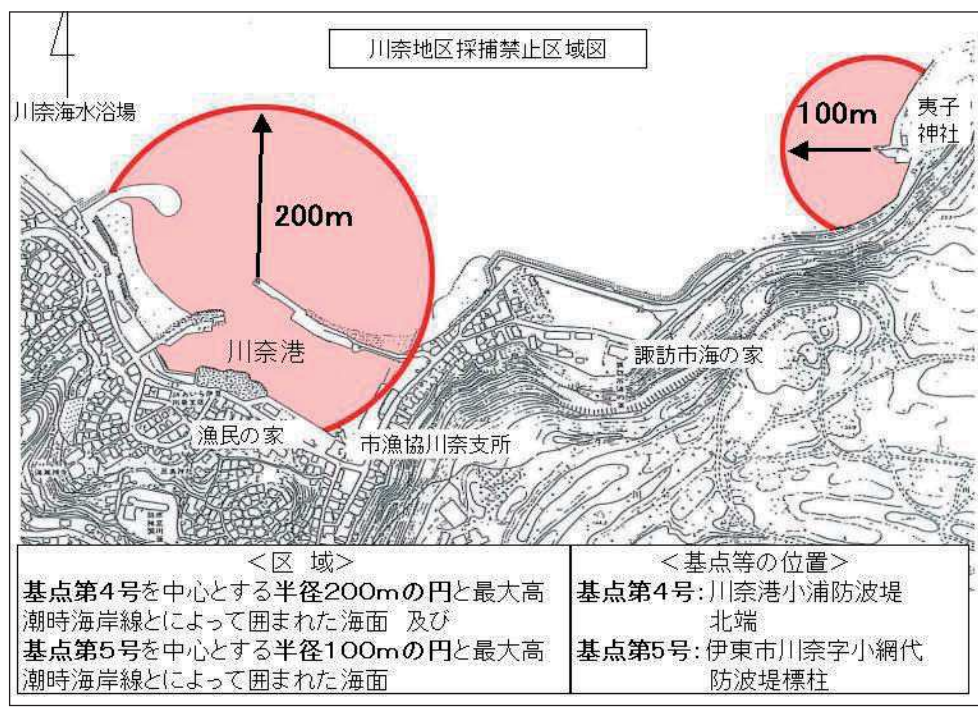 川奈地区採捕禁止区域図
川奈海水浴場
100m
夷子
神社
200m
川奈港
諏訪市海の家
漁民の家
市漁協川奈支所
＜区 域＞
基点第4号を中心とする半径200mの円と最大高
潮時海岸線とによって囲まれた海面 及び
基点第5号を中心とする半径100mの円と最大高
潮時海岸線とによって囲まれた海面
＜基点等の位置＞
基点第4号：川奈港小浦防波堤
北端
基点第5号：伊東市川奈字小網代
防波堤標柱